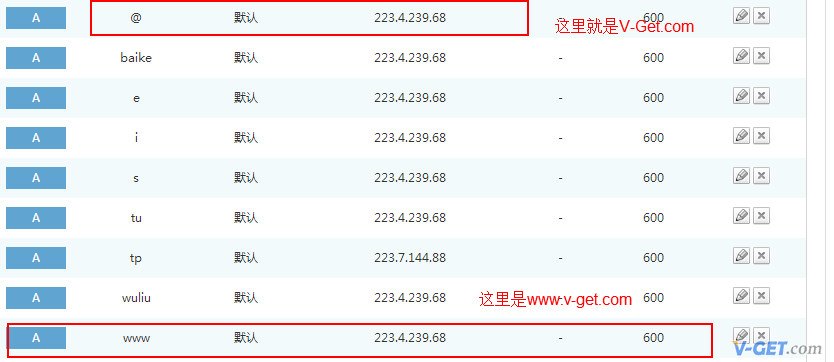 A @ 默认 223.4.239.68 - 600
这里就是V-Get.com
A baike 默认 223.4.239.68 - 600
A e 默认 223.4.239.68 - 600
A i 默认 223.4.239.68 - 600
A s 默认 223.4.239.68 - 600
A tu 默认 223.4.239.68 - 600
A tp 默认 223.7.144.88 - 600
A wuliu 默认 223.4.239.68 - 600
这里是www.v-get.com
A www 默认 223.4.239.68 - 600
V-GET.com